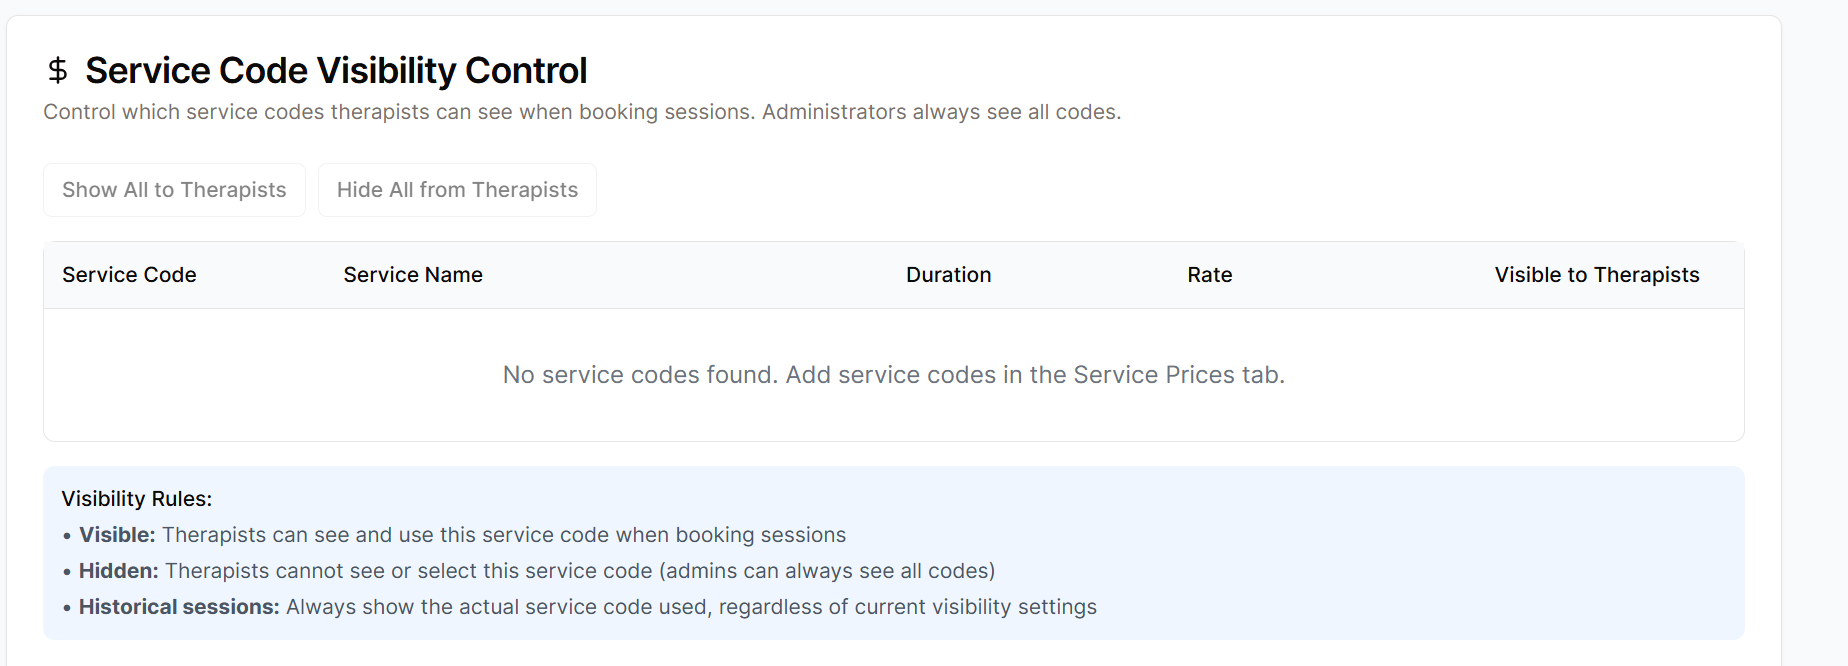 $ Service Code Visibility Control
Control which service codes therapists can see when booking sessions. Administrators always see all codes.
Show All to Therapists Hide All from Therapists
Service Code Service Name Duration Rate Visible to Therapists
No service codes found. Add service codes in the Service Prices tab.
Visibility Rules:
• Visible: Therapists can see and use this service code when booking sessions
• Hidden: Therapists cannot see or select this service code (admins can always see all codes)
• Historical sessions: Always show the actual service code used, regardless of current visibility settings